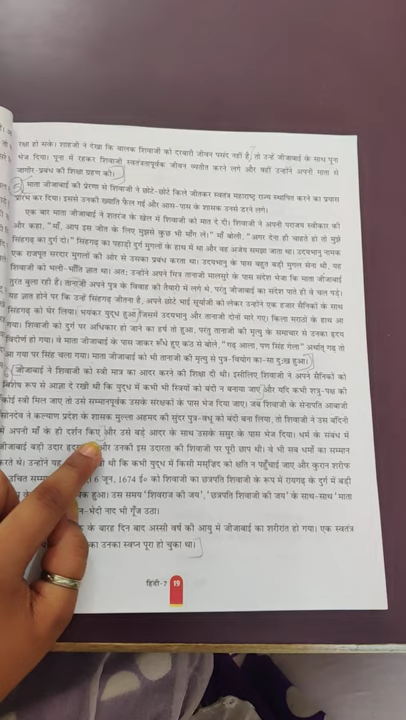 रक्षा हो सके। शाहजी ने देखा कि बालक शिवाजी को दरबारी जीवन पसंद नहीं है, तो उन्हें जीजाबाई के साथ पूना
भेज दिया। पूना में रहकर शिवाजी स्वतंत्रतापूर्वक जीवन व्यतीत करने लगे और वहीं उन्होंने अपनी माता से
जागीर-प्रबंध की शिक्षा ग्रहण की।
माता जीजाबाई की प्रेरणा से शिवाजी ने छोटे-छोटे किले जीतकर स्वतंत्र महाराष्ट्र राज्य स्थापित करने का प्रयास
प्रारंभ कर दिया। इससे उनकी ख्याति फैल गई और आस-पास के शासक उनसे डरने लगे।
एक बार माता जीजाबाई ने शतरंज के खेल में शिवाजी को मात दे दी। शिवाजी ने अपनी पराजय स्वीकार की
और कहा, "माँ, आप इस जीत के लिए मुझसे कुछ भी माँग लें।" माँ बोलीं, "अगर देना ही चाहते हो तो मुझे
सिंहगढ़ का दुर्ग दो।" सिंहगढ़ का पहाड़ी दुर्ग मुगलों के हाथ में था और वह अजेय समझा जाता था। उदयभानु नामक
एक राजपूत सरदार मुगलों की ओर से उसका प्रबंध करता था। उदयभानु के पास बहुत बड़ी मुगल सेना थी, यह
शिवाजी को भली-भाँति ज्ञात था। अत: उन्होंने अपने मित्र तानाजी मालसुरे के पास संदेश भेजा कि माता जीजाबाई
तुरत बुला रही हैं। तानाजी अपने पुत्र के विवाह की तैयारी में लगे थे, परंतु जीजाबाई का संदेश पाते ही वे चल पड़े।
यह ज्ञात होने पर कि उन्हें सिंहगढ़ जीतना है, अपने छोटे भाई सूर्याजी को लेकर उन्होंने एक हजार सैनिकों के साथ
सिंहगढ़ को घेर लिया। भयंकर युद्ध हुआ जिसमें उदयभानु और तानाजी दोनों मारे गए। किला मराठों के हाथ आ
गया। शिवाजी को दुर्ग पर अधिकार हो जाने का हर्ष तो हुआ, परंतु तानाजी की मृत्यु के समाचार से उनका हृदय
विदीर्ण हो गया। वे माता जीजाबाई के पास जाकर रूँधे हुए कंठ से बोले, "गढ़ आला, पण सिंह गेला" अर्थात् गढ़ तो
आ गया पर सिंह चला गया। माता जीजाबाई को भी तानाजी की मृत्यु से पुत्र-वियोग का-सा दु:ख हुआ।
जीजाबाई ने शिवाजी को स्त्री मात्र का आदर करने की शिक्षा दी थी। इसीलिए शिवाजी ने अपने सैनिकों को
विशेष रूप से आज्ञा दे रखी थी कि युद्ध में कभी भी स्त्रियों को बंदी न बनाया जाए और यदि कभी शत्रु-पक्ष की
कोई स्त्री मिल जाए तो उसे सम्मानपूर्वक उसके संरक्षकों के पास भेज दिया जाए। जब शिवाजी के सेनापति आबाजी
सोनदेव ने कल्याण प्रदेश के शासक मुल्ला अहमद की सुंदर पुत्र-वधू को बंदी बना लिया, तो शिवाजी ने उस बंदिनी
में अपनी माँ के ही दर्शन किए और उसे बड़े आदर के साथ उसके ससुर के पास भेज दिया। धर्म के संबंध में
जीजाबाई बड़ी उदार और उनकी इस उदारता की शिवाजी पर पूरी छाप थी। वे भी सब धर्मों का सम्मान
करते थे। उन्होंने यह थी कि कभी युद्ध में किसी मसज़िद को क्षति न पहुँचाई जाए और कुरान शरीफ
उचित सम्मा 6 जून, 1674 ई० को शिवाजी का छत्रपति शिवाजी के रूप में रायगढ़ के दुर्ग में बड़ी
हुआ। उस समय 'शिवराज की जय', 'छत्रपति शिवाजी की जय' के साथ-साथ 'माता
-भेदी नाद भी गूँज उठा।
के बारह दिन बाद अस्सी वर्ष की आयु में जीजाबाई का शरीरांत हो गया। एक स्वतंत्र
का उनका स्वप्न पूरा हो चुका था।
हिंदी-7 19